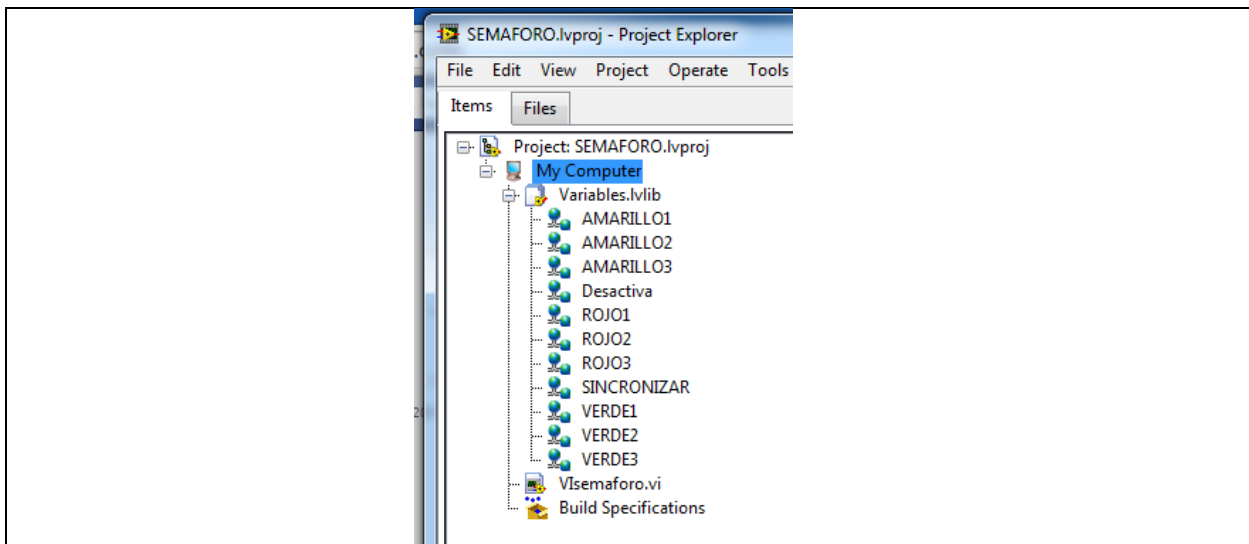 SEMAFORO.lvproj - Project Explorer
File Edit View Project Operate Tools
Items Files
Project: SEMAFORO.lvproj
My Computer
Variables.lvlib
AMARILLO1
AMARILLO2
AMARILLO3
Desactiva
ROJO1
ROJO2
ROJO3
SINCRONIZAR
VERDE1
VERDE2
VERDE3
VIsemaforo.vi
Build Specifications